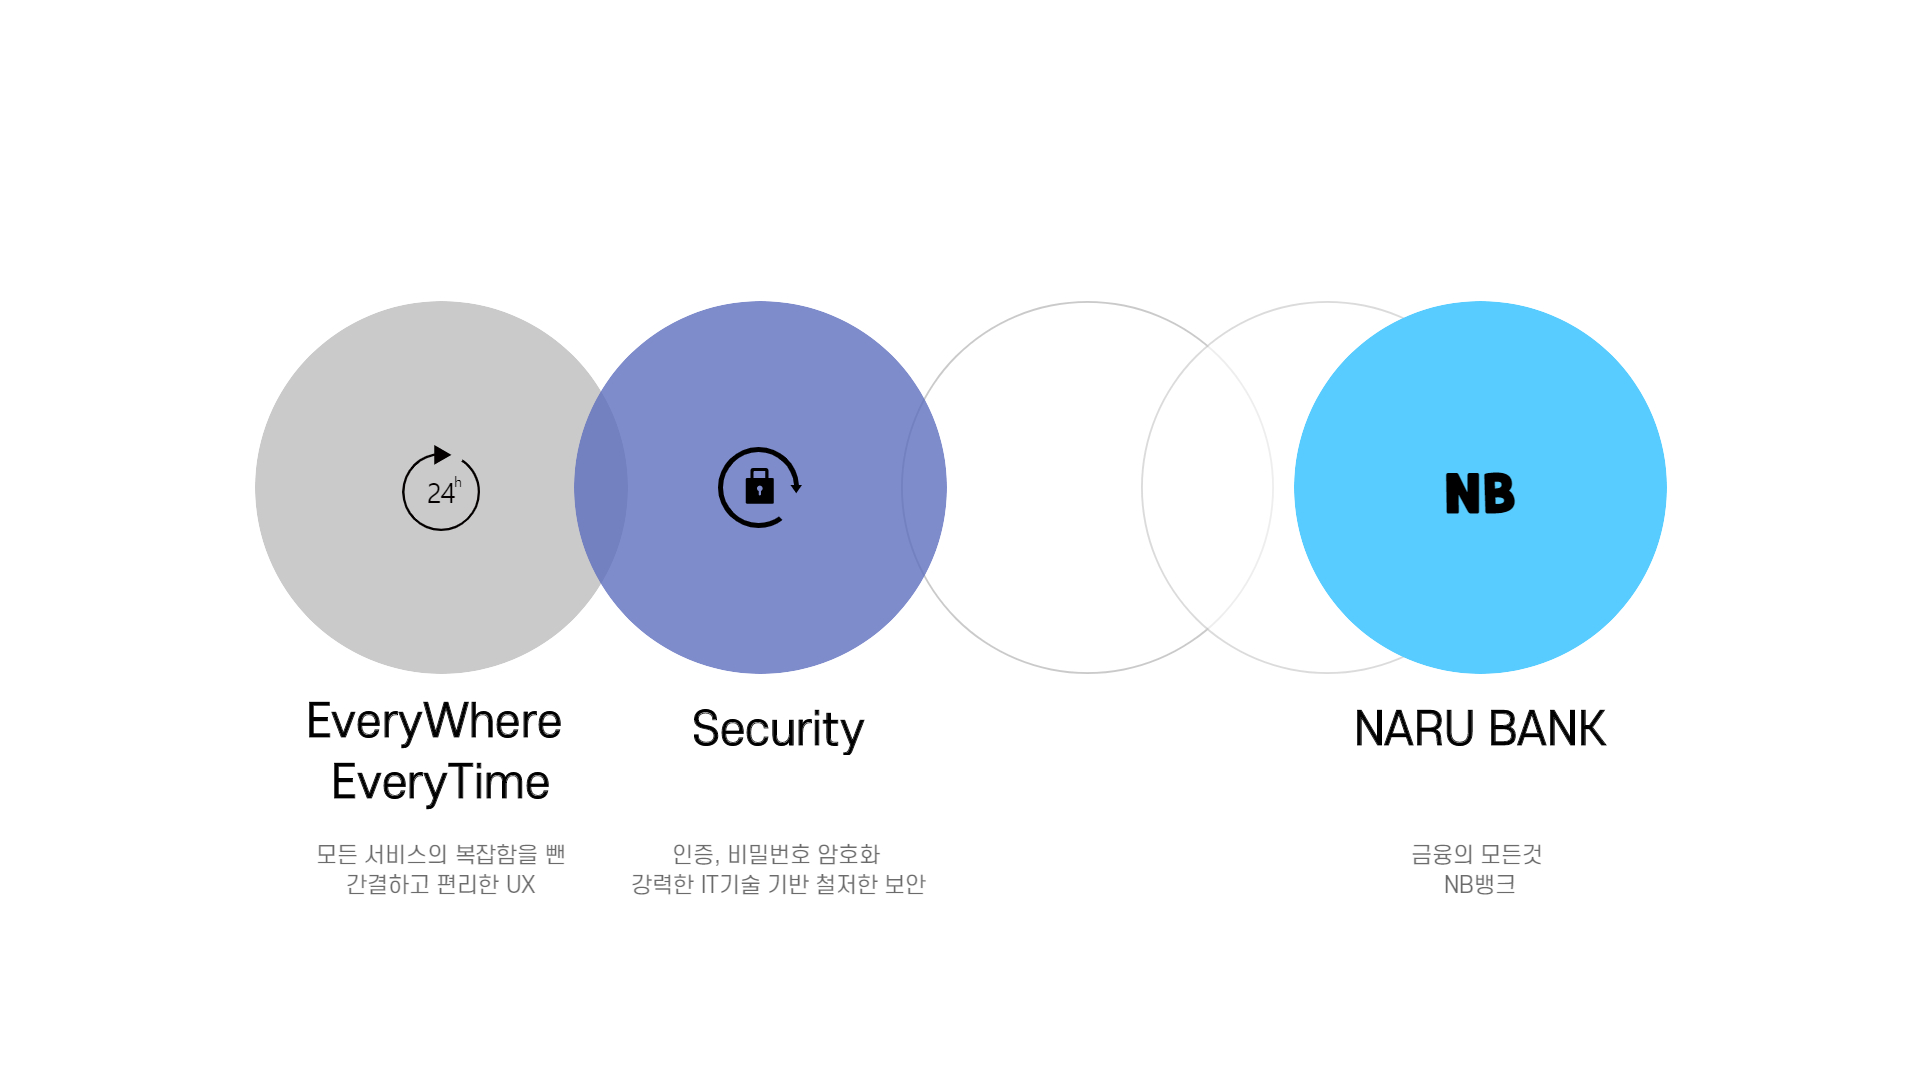 24h
NB
EveryWhere
EveryTime
모든 서비스의 복잡함을 뺀
간결하고 편리한 UX
Security
인증, 비밀번호 암호화
강력한 IT기술 기반 철저한 보안
NARU BANK
금융의 모든것
NB뱅크